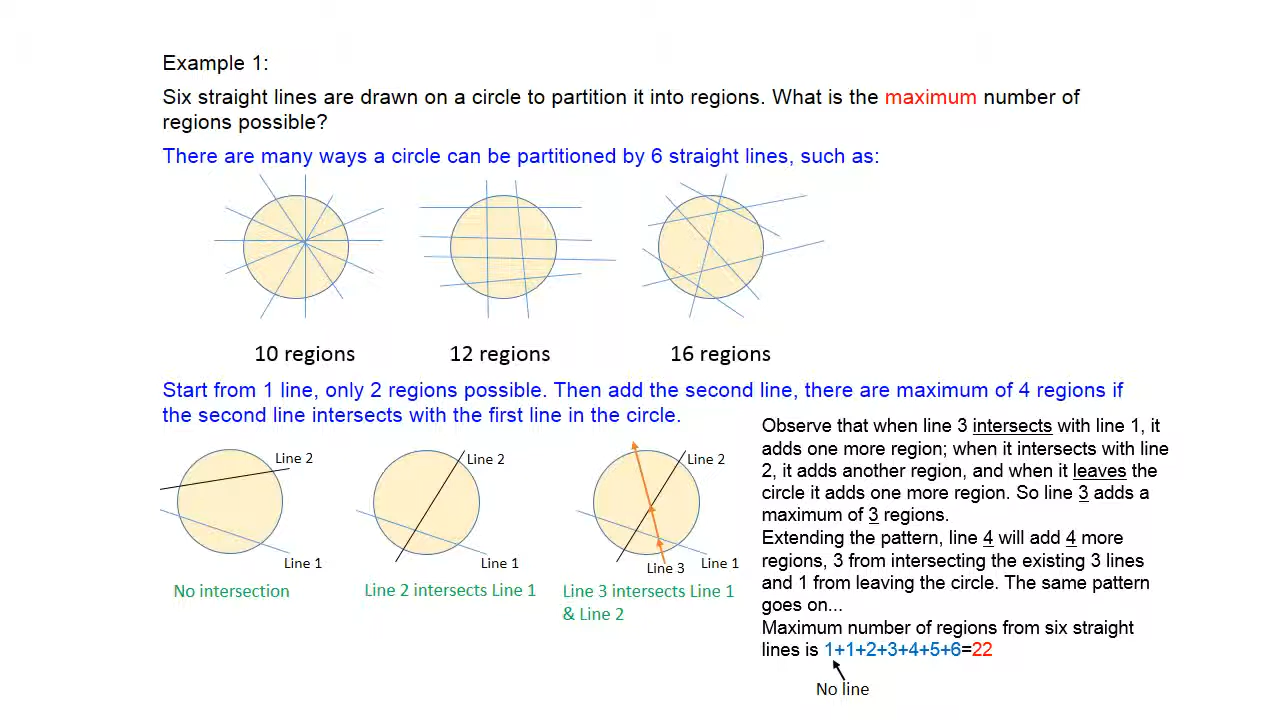 Example 1:
Six straight lines are drawn on a circle to partition it into regions. What is the maximum number of
regions possible?
There are many ways a circle can be partitioned by 6 straight lines, such as:
10 regions
12 regions
16 regions
Start from 1 line, only 2 regions possible. Then add the second line, there are maximum of 4 regions if
the second line intersects with the first line in the circle.
Line 2
Line 1
No intersection
Line 2
Line 1
Line 2 intersects Line 1
Line 2
Line 3
Line 1
Line 3 intersects Line 1
& Line 2
Observe that when line 3 intersects with line 1, it
adds one more region; when it intersects with line
2, it adds another region, and when it leaves the
circle it adds one more region. So line 3 adds a
maximum of 3 regions.
Extending the pattern, line 4 will add 4 more
regions, 3 from intersecting the existing 3 lines
and 1 from leaving the circle. The same pattern
goes on...
Maximum number of regions from six straight
lines is 1+1+2+3+4+5+6=22
No line